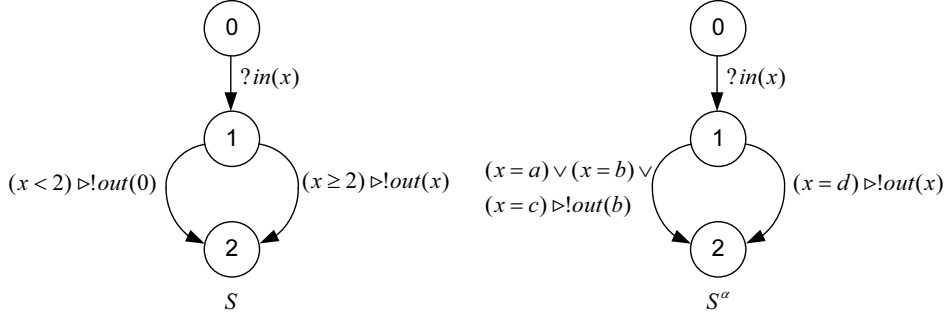 0
?in(x)
1
(x < 2) ▷!out(0)
(x ≥ 2) ▷!out(x)
2
S
0
?in(x)
1
(x = a) ∨ (x = b) ∨
(x = c) ▷!out(b)
(x = d) ▷!out(x)
2
S^α